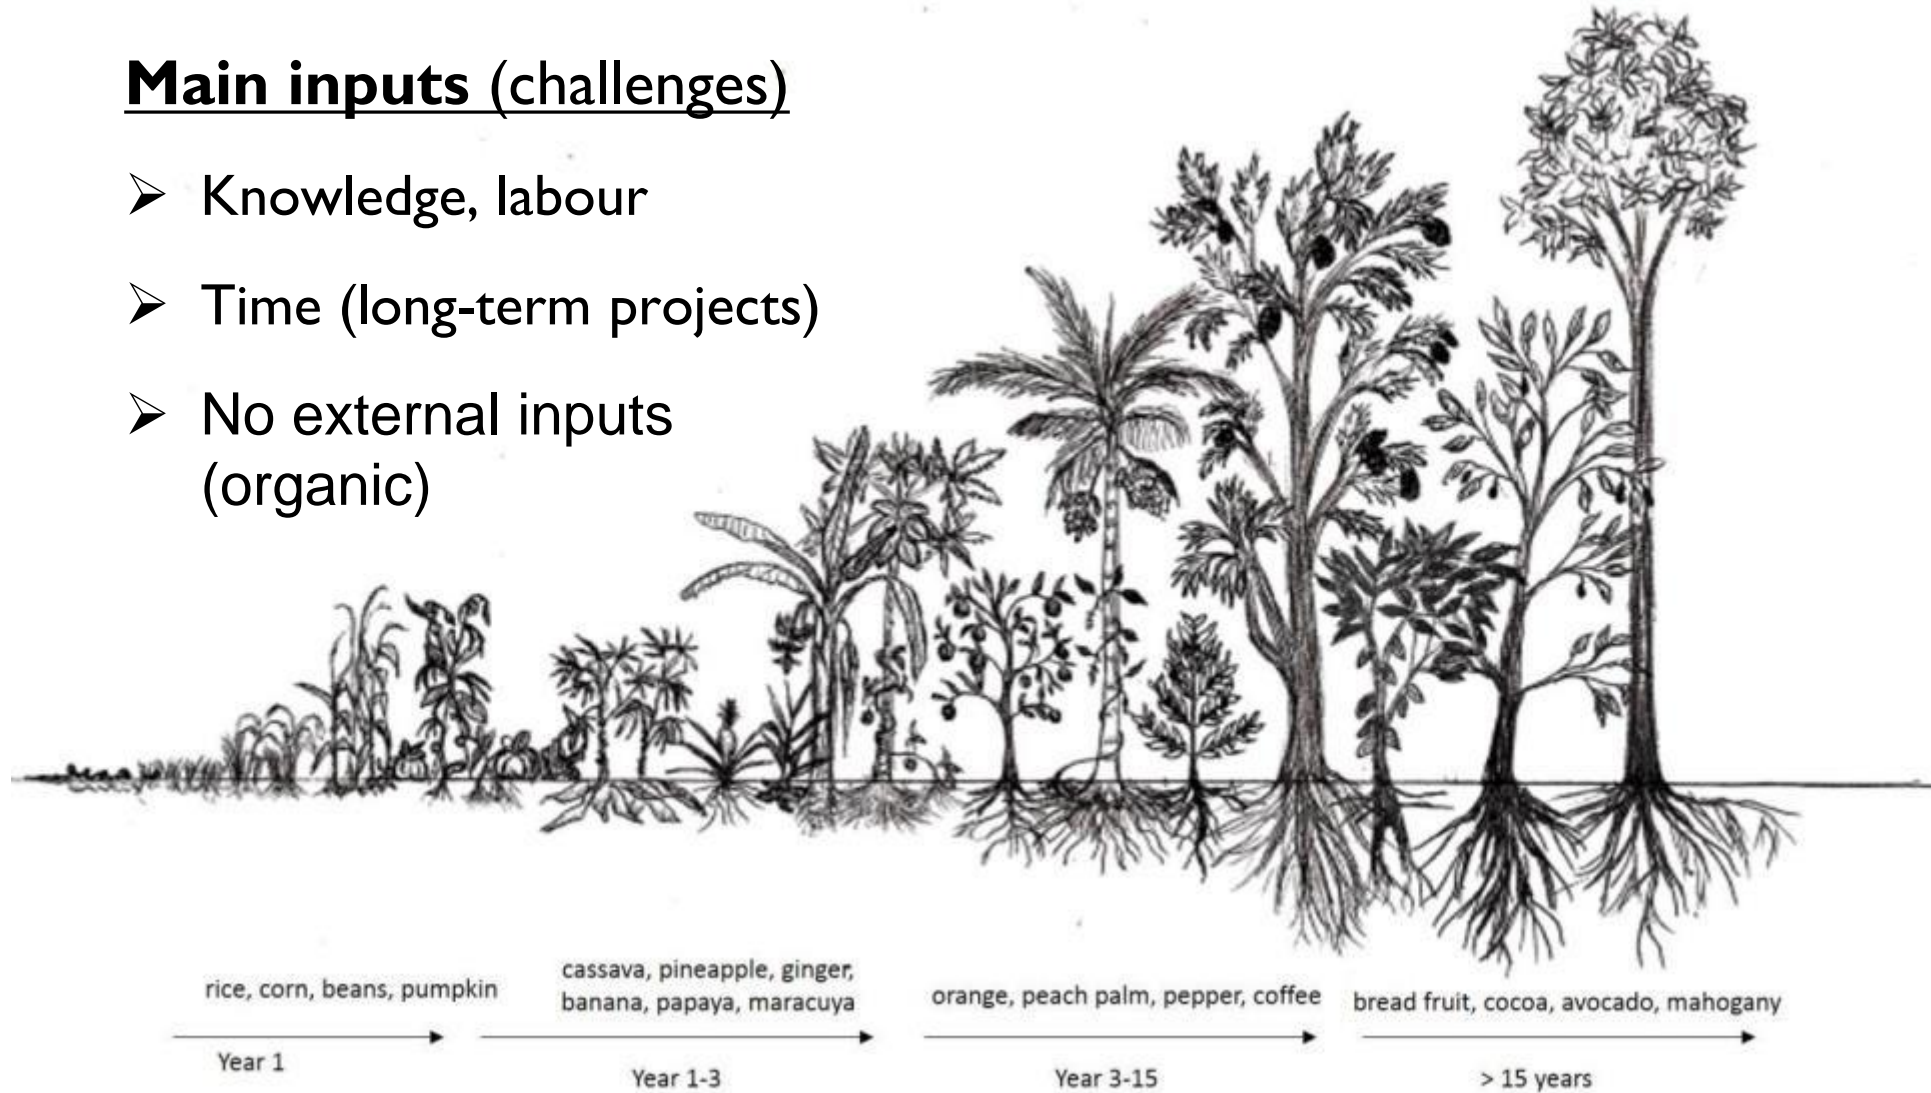 Main inputs (challenges)
➢ Knowledge, labour
➢ Time (long-term projects)
➢ No external inputs
(organic)
rice, corn, beans, pumpkin
Year 1
cassava, pineapple, ginger,
banana, papaya, maracuya
Year 1-3
orange, peach palm, pepper, coffee
Year 3-15
bread fruit, cocoa, avocado, mahogany
> 15 years